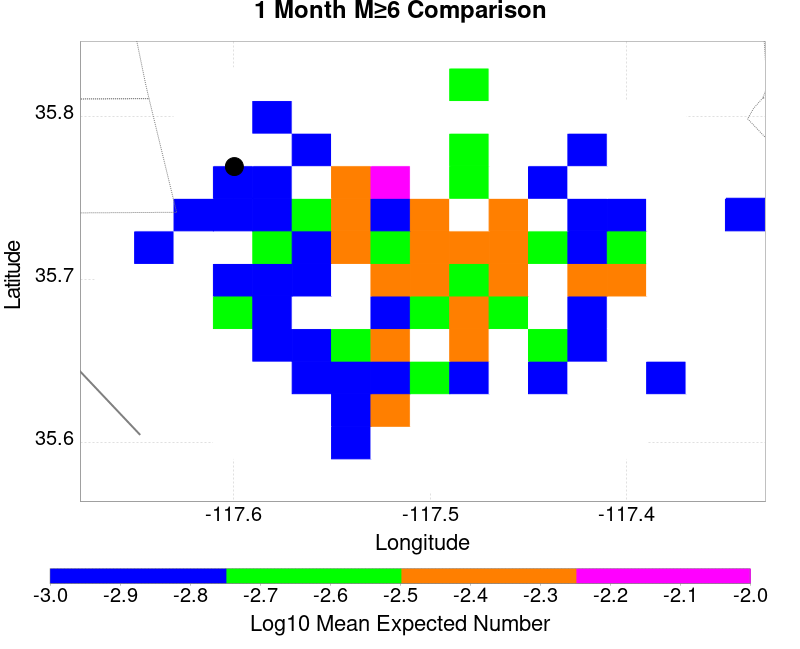 1 Month M≥6 Comparison
35.8
35.7
35.6
Latitude
-117.6 -117.5 -117.4
Longitude
-3.0 -2.9 -2.8 -2.7 -2.6 -2.5 -2.4 -2.3 -2.2 -2.1 -2.0
Log10 Mean Expected Number